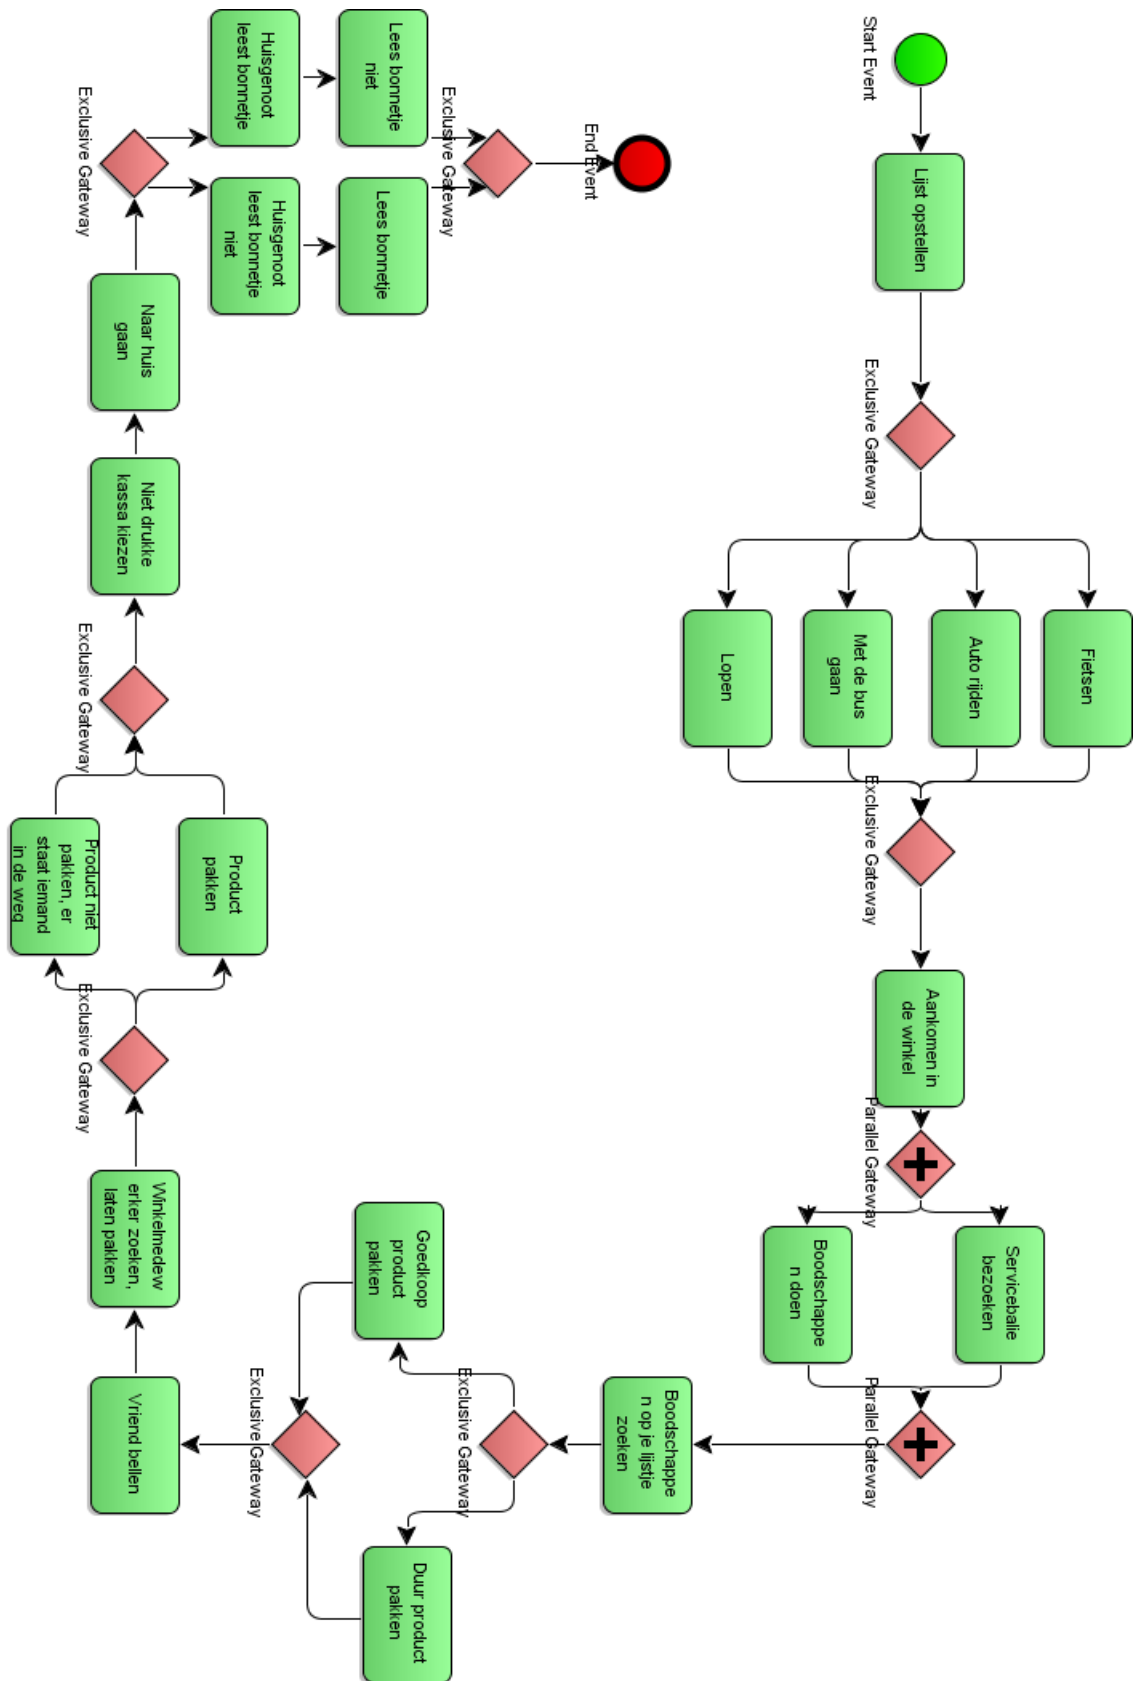 Start Event
Lijst opstellen
Exclusive Gateway
Fietsen
Auto rijden
Met de bus
gaan
Lopen
Exclusive Gateway
Aankomen in
de winkel
Parallel Gateway
Servicebalie
bezoeken
Boodschappe
n doen
Parallel Gateway
Boodschappe
n op je lijstje
zoeken
Exclusive Gateway
Goedkoop
product
pakken
Duur product
pakken
Exclusive Gateway
Vriend bellen
Winkelmedew
erker zoeken,
laten pakken
Exclusive Gateway
Product
pakken
Product niet
pakken, er
staat iemand
in de weg
Exclusive Gateway
Niet drukke
kassa kiezen
Naar huis
gaan
Exclusive Gateway
Huisgenoot
leest bonnetje
Lees bonnetje
niet
Huisgenoot
leest bonnetje
niet
Lees bonnetje
Exclusive Gateway
End Event